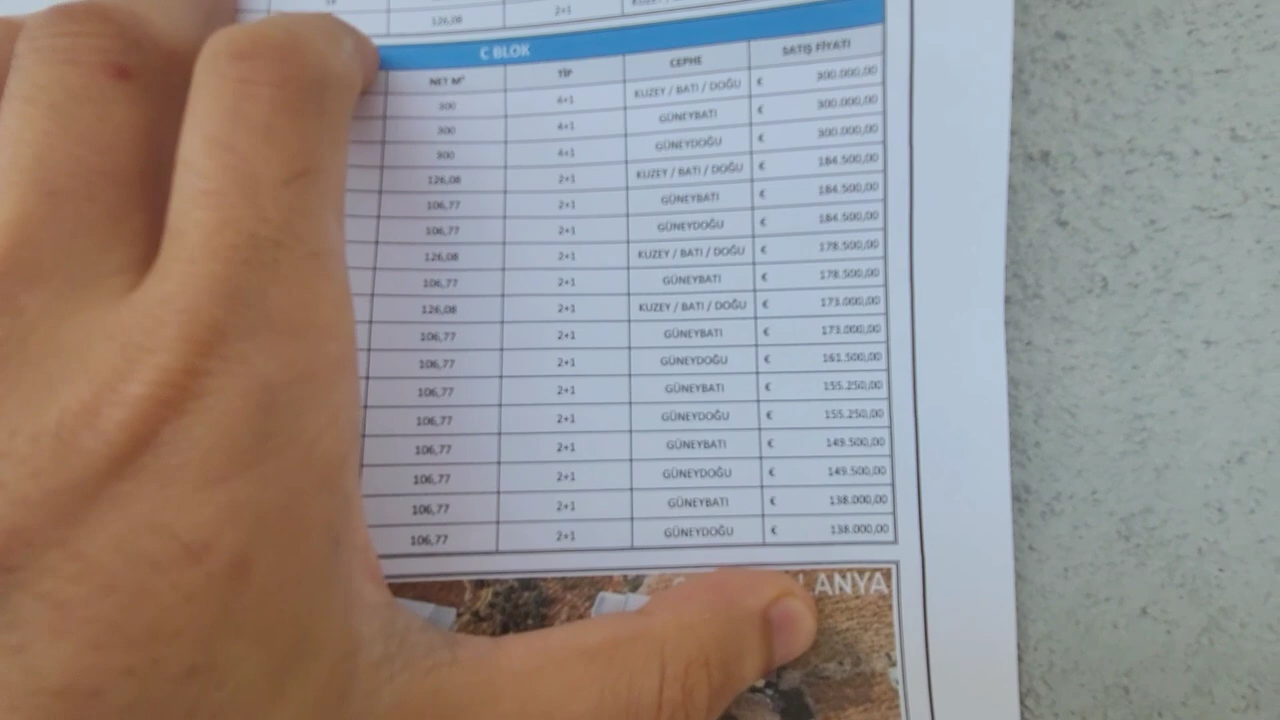 126,08 2+1
C BLOK
NET M² TİP CEPHE SATIŞ FİYATI
300 4+1 KUZEY / BATI / DOĞU € 300.000,00
300 4+1 GÜNEYBATI € 300.000,00
300 4+1 GÜNEYDOĞU € 300.000,00
126,08 2+1 KUZEY / BATI / DOĞU € 184.500,00
106,77 2+1 GÜNEYBATI € 184.500,00
106,77 2+1 GÜNEYDOĞU € 184.500,00
126,08 2+1 KUZEY / BATI / DOĞU € 178.500,00
106,77 2+1 GÜNEYBATI € 178.500,00
126,08 2+1 KUZEY / BATI / DOĞU € 173.000,00
106,77 2+1 GÜNEYBATI € 173.000,00
106,77 2+1 GÜNEYDOĞU € 161.500,00
106,77 2+1 GÜNEYBATI € 155.250,00
106,77 2+1 GÜNEYDOĞU € 155.250,00
106,77 2+1 GÜNEYBATI € 149.500,00
106,77 2+1 GÜNEYDOĞU € 149.500,00
106,77 2+1 GÜNEYBATI € 138.000,00
106,77 2+1 GÜNEYDOĞU € 138.000,00
LANYA